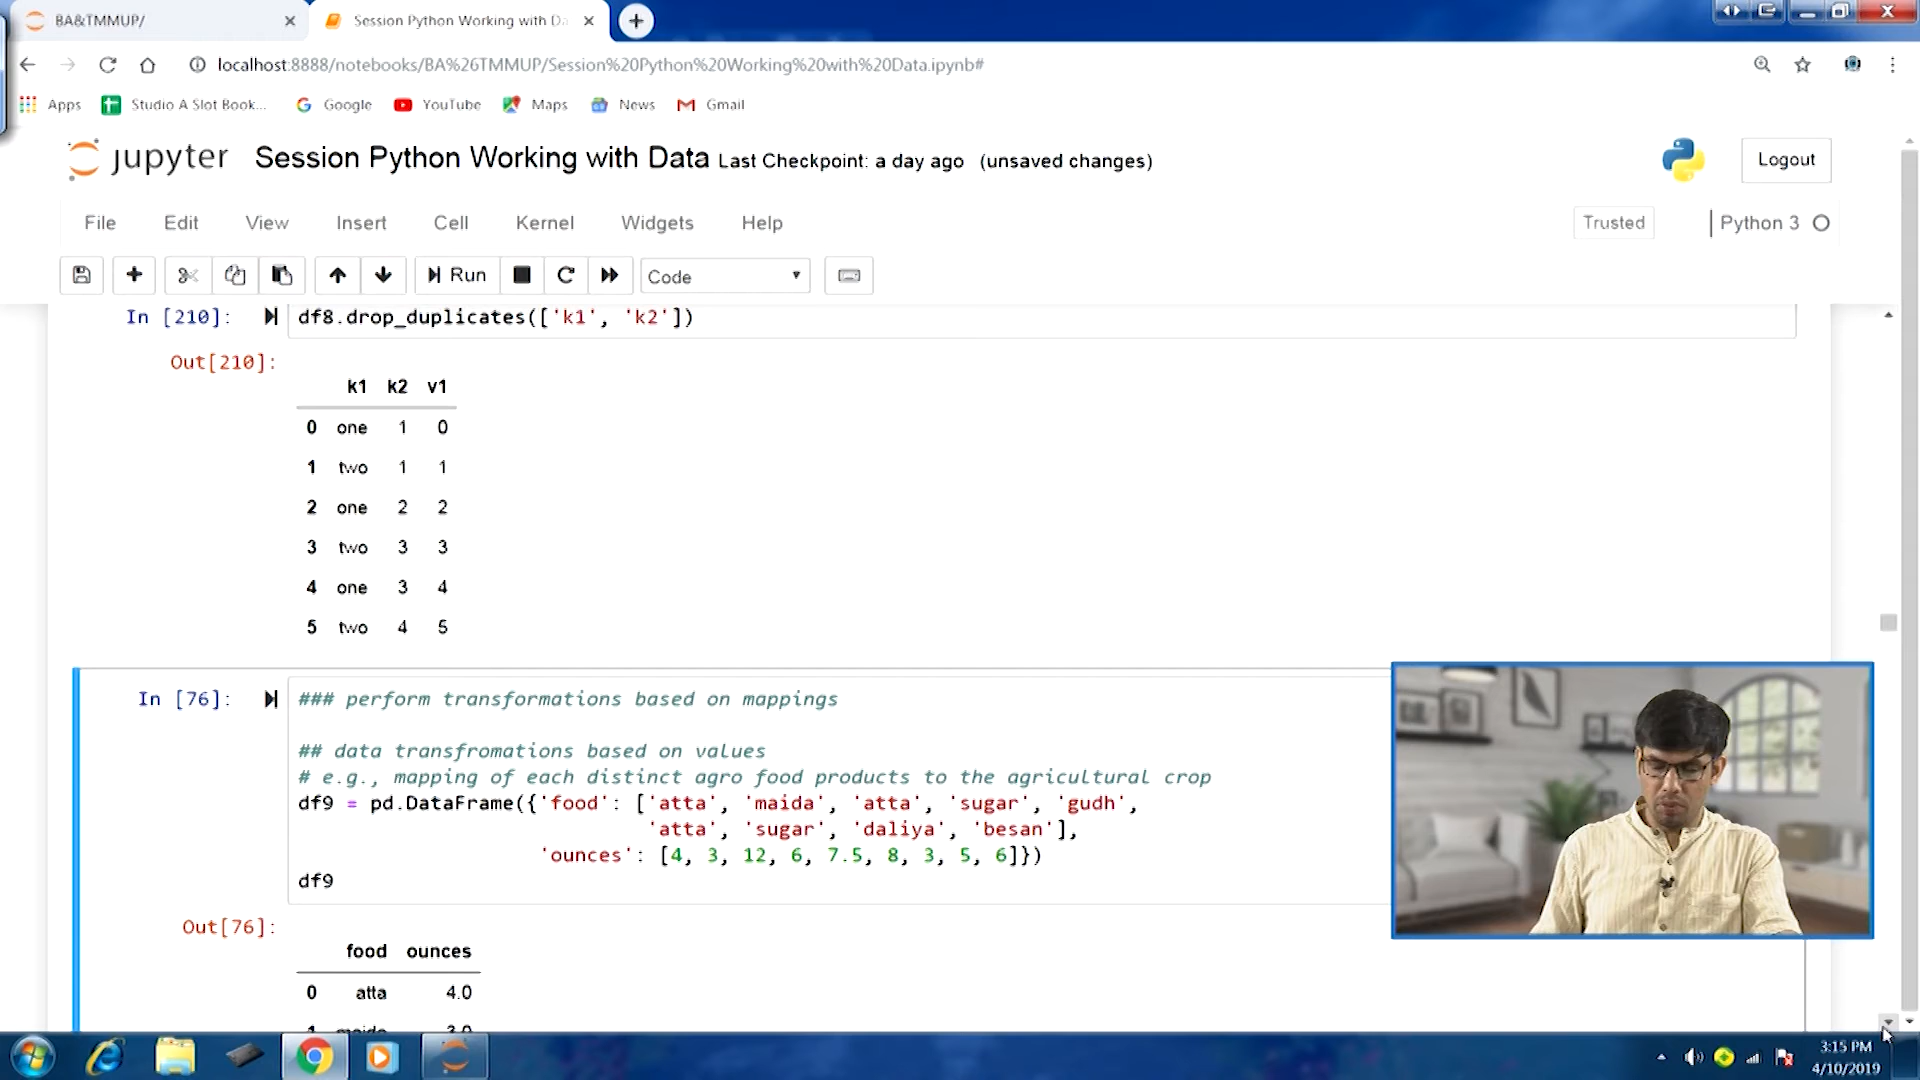 BA&TMMUP/
Session Python Working with Da
localhost:8888/notebooks/BA%26TMMUP/Session%20Python%20Working%20with%20Data.ipynb#
Apps Studio A Slot Book... Google YouTube Maps News Gmail
jupyter Session Python Working with Data Last Checkpoint: a day ago (unsaved changes)
Logout
File Edit View Insert Cell Kernel Widgets Help Trusted Python 3
Run Code
In [210]: df8.drop_duplicates(['k1', 'k2'])
Out[210]:
k1 k2 v1
0 one 1 0
1 two 1 1
2 one 2 2
3 two 3 3
4 one 3 4
5 two 4 5
In [76]: ### perform transformations based on mappings
## data transfromations based on values
# e.g., mapping of each distinct agro food products to the agricultural crop
df9 = pd.DataFrame({'food': ['atta', 'maida', 'atta', 'sugar', 'gudh',
'atta', 'sugar', 'daliya', 'besan'],
'ounces': [4, 3, 12, 6, 7.5, 8, 3, 5, 6]})
df9
Out[76]:
food ounces
0 atta 4.0
1 maida 3.0
3:15 PM
4/10/2019